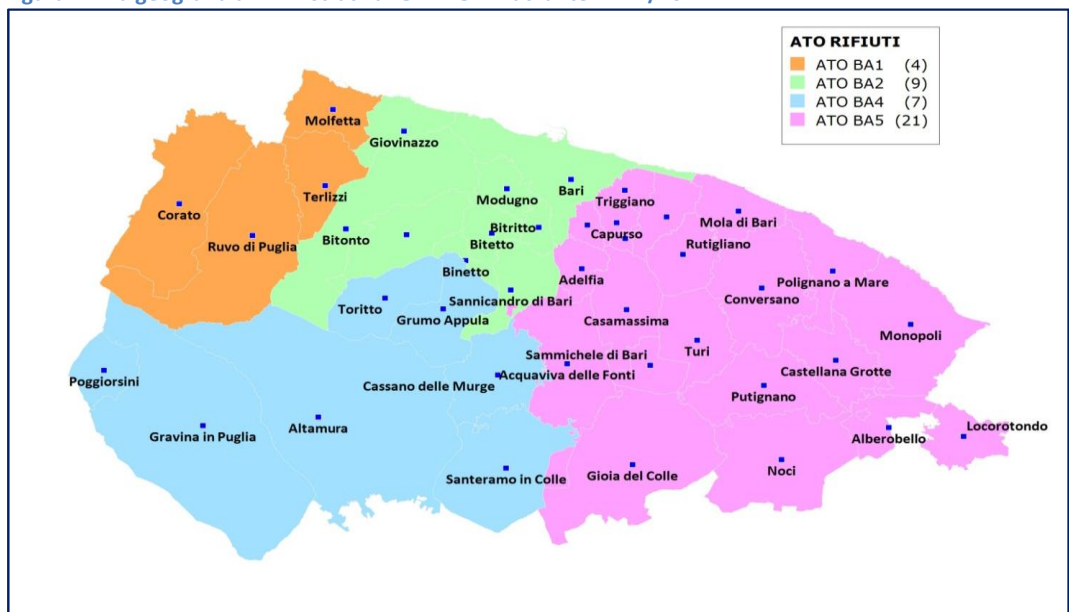 ATO RIFIUTI
ATO BA1 (4)
ATO BA2 (9)
ATO BA4 (7)
ATO BA5 (21)
Molfetta
Giovinazzo
Terlizzi
Corato
Ruvo di Puglia
Bitonto
Modugno
Bari
Bitritto
Bitetto
Binetto
Triggiano
Capurso
Mola di Bari
Rutigliano
Adelfia
Sannicandro di Bari
Toritto
Grumo Appula
Casamassima
Conversano
Polignano a Mare
Monopoli
Turi
Sammichele di Bari
Acquaviva delle Fonti
Cassano delle Murge
Castellana Grotte
Putignano
Poggiorsini
Gravina in Puglia
Altamura
Santeramo in Colle
Gioia del Colle
Noci
Alberobello
Locorotondo